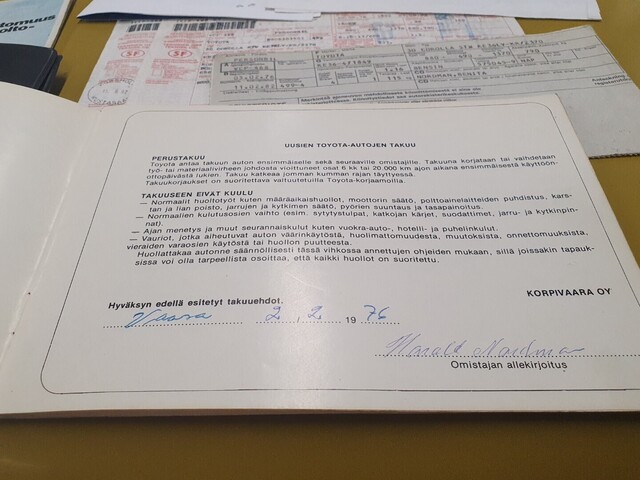 TOYOTA
BENSIN
UUSIEN TOYOTA-AUTOJEN TAKUU
PERUSTAKUU
Toyota antaa takuun auton ensimmäiselle sekä seuraaville omistajille. Takuuna korjataan tai vaihdetaan
työ- tai materiaalivirheen johdosta vioittuneet osat 6 kk tai 20 000 km ajon aikana ensimmäisestä käyttöön-
ottopäivästä lukien. Takuu katkeaa jomman kumman rajan täyttyessä.
Takuukorjaukset on suoritettava valtuutetuilla Toyota-korjaamoilla.
TAKUUSEEN EIVÄT KUULU
— Normaalit huoltotyöt kuten määräaikaishuollot, moottorin säätö, polttoainelaitteiden puhdistus, kars-
tan ja lian poisto, jarrujen ja kytkimen säätö, pyörien suuntaus ja tasapainoitus.
— Normaalien kulutusosien vaihto (esim. sytytystulpat, katkojan kärjet, suodattimet, jarru- ja kytkinpin-
nat).
— Ajan menetys ja muut seurannaiskulut kuten vuokra-auto-, hotelli- ja puhelinkulut.
— Vauriot, jotka aiheutuvat auton väärinkäytöstä, huolimattomuudesta, muutoksista, onnettomuuksista,
vieraiden varaosien käytöstä tai huollon puutteesta.
Huollattakaa autonne säännöllisesti tässä vihkossa annettujen ohjeiden mukaan, sillä joissakin tapauk-
sissa voi olla tarpeellista osoittaa, että kaikki huollot on suoritettu.
KORPIVAARA OY
Hyväksyn edellä esitetyt takuuehdot.
Vaasa 2 . 2 19 76
Omistajan allekirjoitus